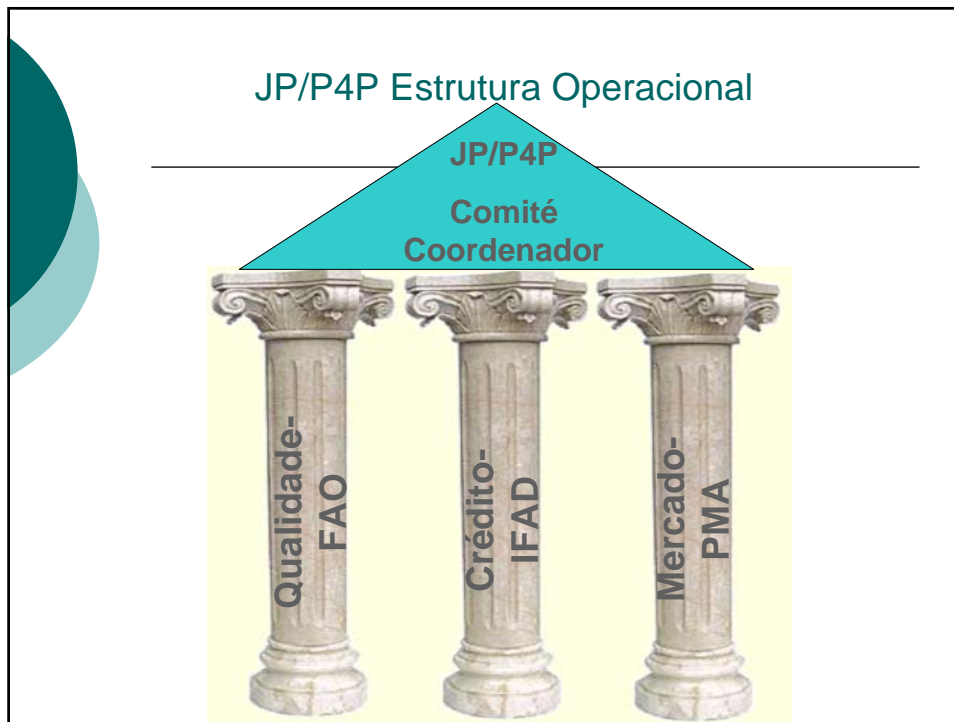 JP/P4P Estrutura Operacional
JP/P4P
Comité
Coordenador
Qualidade-
FAO
Crédito-
IFAD
Mercado-
PMA